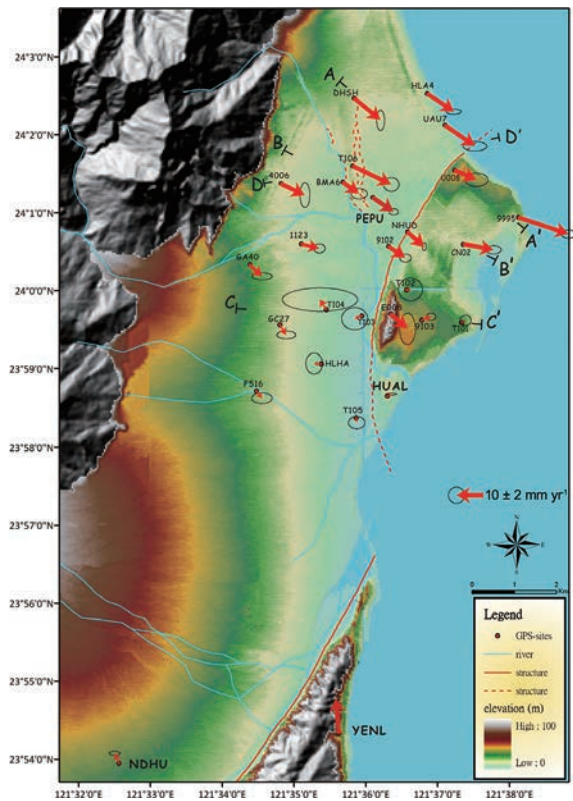 24°3'0"N
A
DHSH
HLA4
UAU7
24°2'0"N
D'
B
TJ06
0008
D
4006
BMA6
24°1'0"N
PEPU
9995
A'
NHUD
1123
9102
CN02
B'
GA40
24°0'0"N
T102
C
T104
E008
GC27
T103
9103
T101
C'
23°59'0"N
HLHA
F516
HUAL
23°58'0"N
T105
10 ± 2 mm yr
23°57'0"N
N
W
E
S
0 1 2
Km
23°56'0"N
Legend
GPS-sites
river
23°55'0"N
structure
structure
elevation (m)
High : 100
YENL
Low : 0
23°54'0"N
NDHU
121°32'0"E 121°33'0"E 121°34'0"E 121°35'0"E 121°36'0"E 121°37'0"E 121°38'0"E